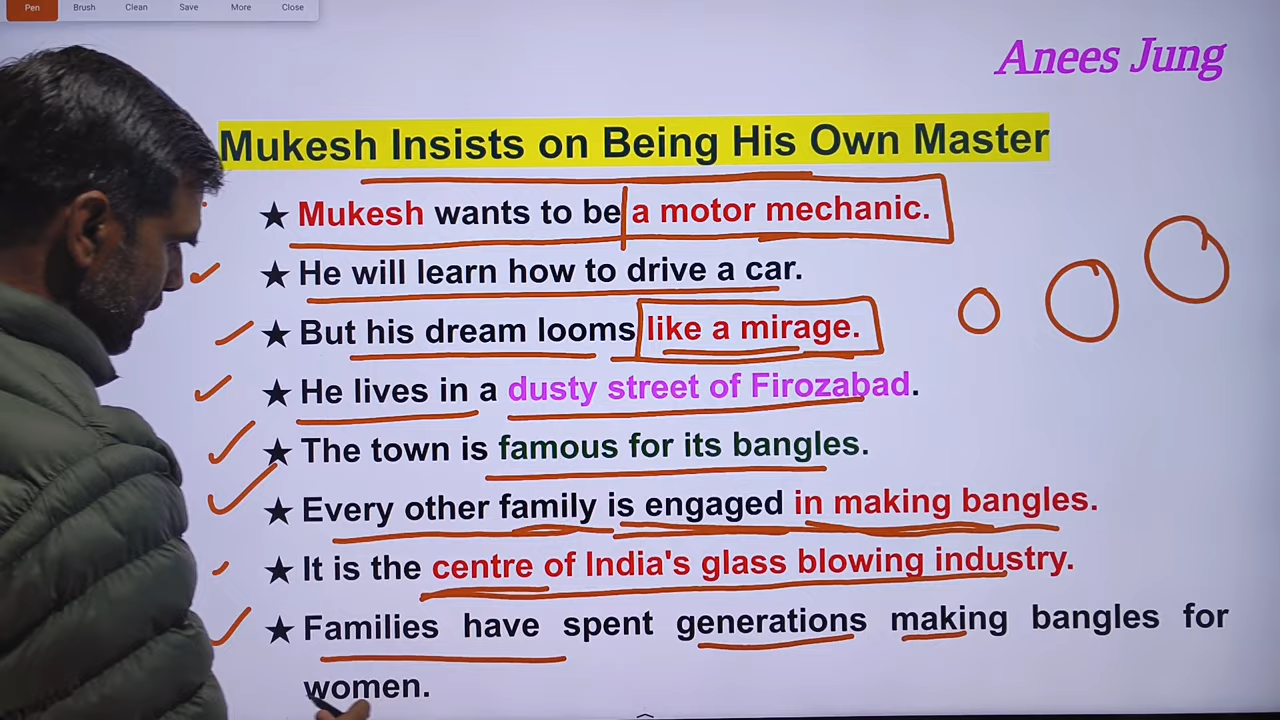 Pen Brush Clean Save More Close
Anees Jung
Mukesh Insists on Being His Own Master
★ Mukesh wants to be a motor mechanic.
★ He will learn how to drive a car.
★ But his dream looms like a mirage.
★ He lives in a dusty street of Firozabad.
★ The town is famous for its bangles.
★ Every other family is engaged in making bangles.
★ It is the centre of India's glass blowing industry.
★ Families have spent generations making bangles for
women.